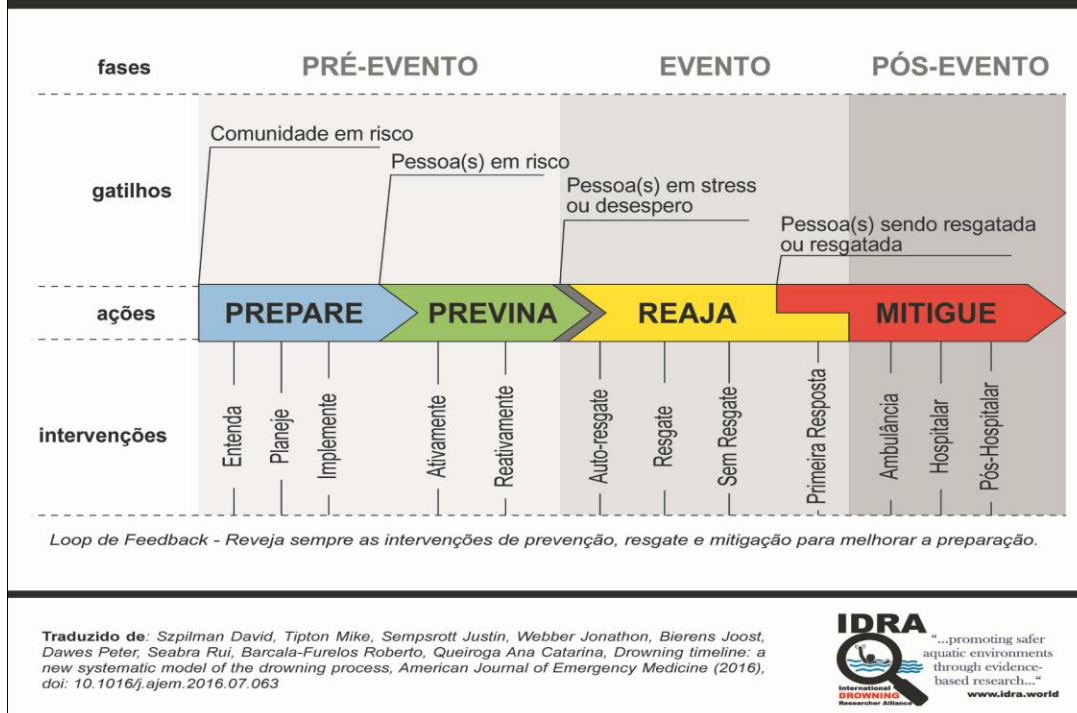 fases
PRÉ-EVENTO
EVENTO
PÓS-EVENTO
gatilhos
Comunidade em risco
Pessoa(s) em risco
Pessoa(s) em stress
ou desespero
Pessoa(s) sendo resgatada
ou resgatada
ações
PREPARE
PREVINA
REAJA
MITIGUE
intervenções
Entenda
Planeje
Implemente
Ativamente
Reativamente
Auto-resgate
Resgate
Sem Resgate
Primeira Resposta
Ambulância
Hospitalar
Pós-Hospitalar
Loop de Feedback - Reveja sempre as intervenções de prevenção, resgate e mitigação para melhorar a preparação.
Traduzido de: Szpilman David, Tipton Mike, Sempsrott Justin, Webber Jonathon, Bierens Joost,
Dawes Peter, Seabra Rui, Barcala-Furelos Roberto, Queiroga Ana Catarina, Drowning timeline: a
new systematic model of the drowning process, American Journal of Emergency Medicine (2016),
doi: 10.1016/j.ajem.2016.07.063
IDRA
International
DROWNING
Researcher Alliance
"...promoting safer
aquatic environments
through evidence-
based research..."
www.idra.world